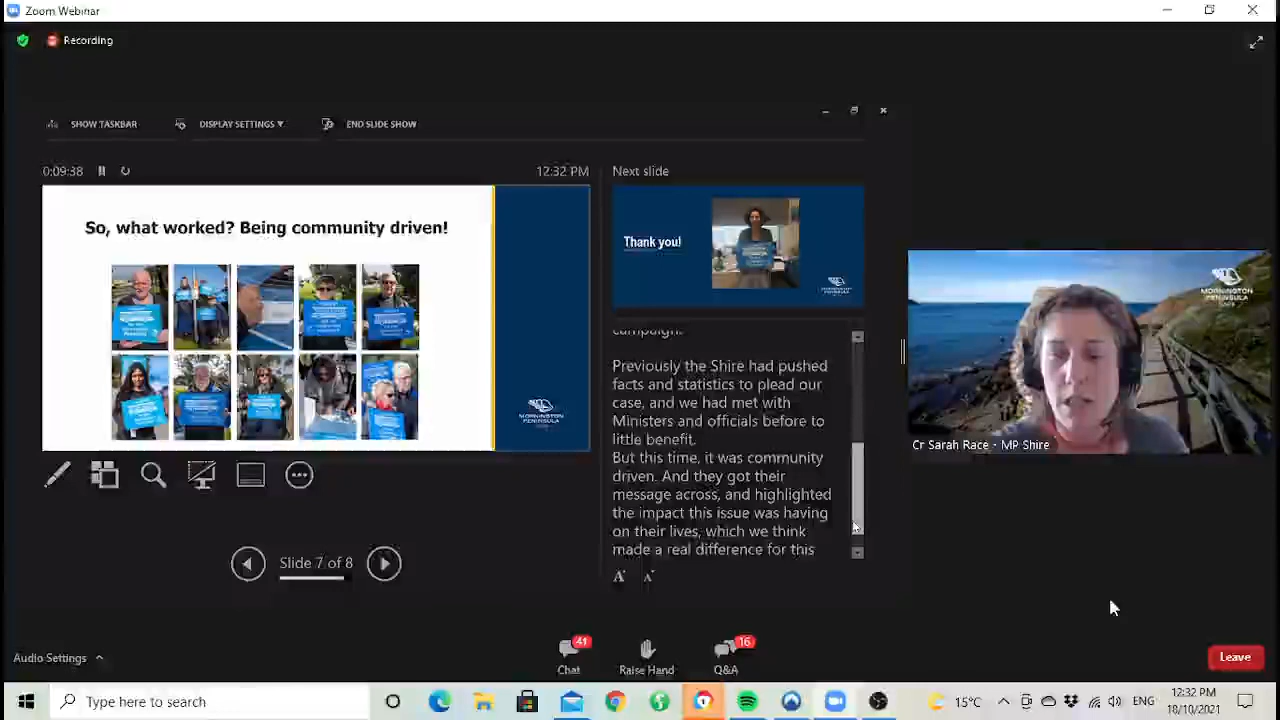 Zoom Webinar
Recording
SHOW TASKBAR
DISPLAY SETTINGS ▾
END SLIDE SHOW
0:09:38
12:32 PM
Next slide
So, what worked? Being community driven!
MORNINGTON
PENINSULA
Thank you!
campaign.
Previously the Shire had pushed
facts and statistics to plead our
case, and we had met with
Ministers and officials before to
little benefit.
But this time, it was community
driven. And they got their
message across, and highlighted
the impact this issue was having
on their lives, which we think
made a real difference for this
MORNINGTON
PENINSULA
Cr Sarah Race - MP Shire
Slide 7 of 8
Audio Settings
41
Chat
Raise Hand
16
Q&A
Leave
Type here to search
15°C
ENG
12:32 PM
18/10/2021